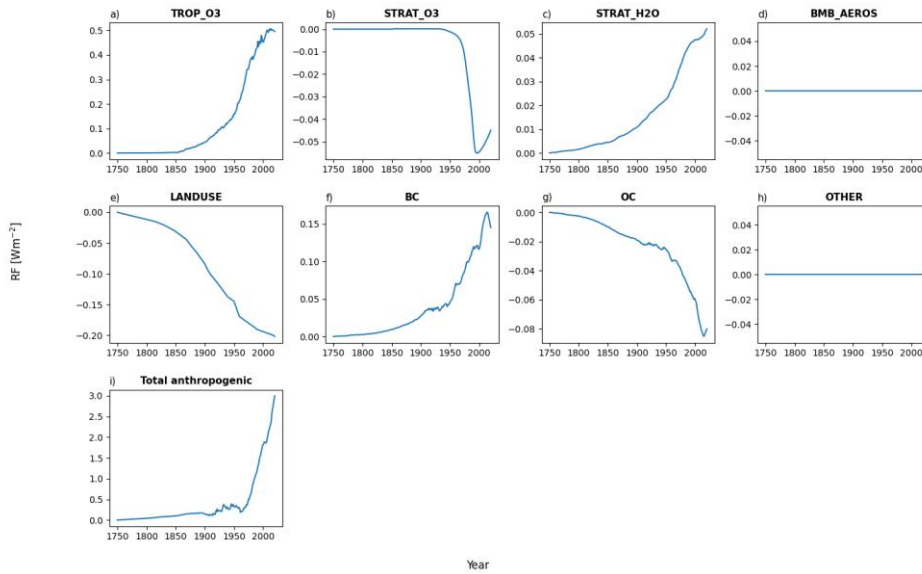 a) TROP_O3
0.5
0.4
0.3
0.2
0.1
0.0
1750 1800 1850 1900 1950 2000
b) STRAT_O3
0.00
−0.01
−0.02
−0.03
−0.04
−0.05
1750 1800 1850 1900 1950 2000
c) STRAT_H2O
0.05
0.04
0.03
0.02
0.01
0.00
1750 1800 1850 1900 1950 2000
d) BMB_AEROS
0.04
0.02
0.00
−0.02
−0.04
1750 1800 1850 1900 1950 2000
RF [Wm⁻²]
e) LANDUSE
0.00
−0.05
−0.10
−0.15
−0.20
1750 1800 1850 1900 1950 2000
f) BC
0.15
0.10
0.05
0.00
1750 1800 1850 1900 1950 2000
g) OC
0.00
−0.02
−0.04
−0.06
−0.08
1750 1800 1850 1900 1950 2000
h) OTHER
0.04
0.02
0.00
−0.02
−0.04
1750 1800 1850 1900 1950 2000
i) Total anthropogenic
3.0
2.5
2.0
1.5
1.0
0.5
0.0
1750 1800 1850 1900 1950 2000
Year